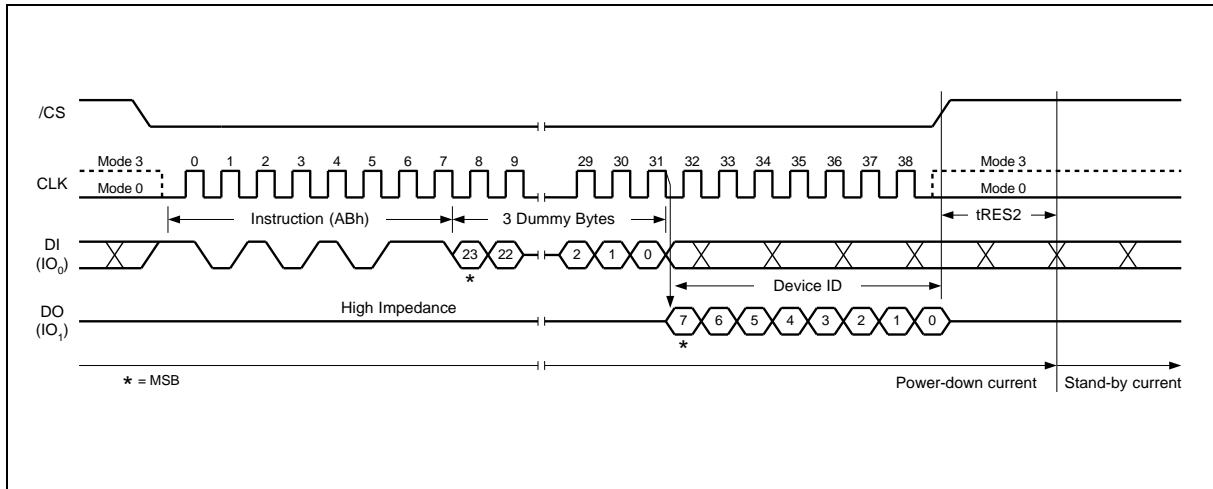 /CS
Mode 3 0 1 2 3 4 5 6 7 8 9 29 30 31 32 33 34 35 36 37 38 Mode 3
CLK
Mode 0 Mode 0
Instruction (ABh) 3 Dummy Bytes tRES2
DI
(IO0) 23 22 2 1 0
* Device ID
High Impedance
DO
(IO1) 7 6 5 4 3 2 1 0
*
* = MSB Power-down current Stand-by current